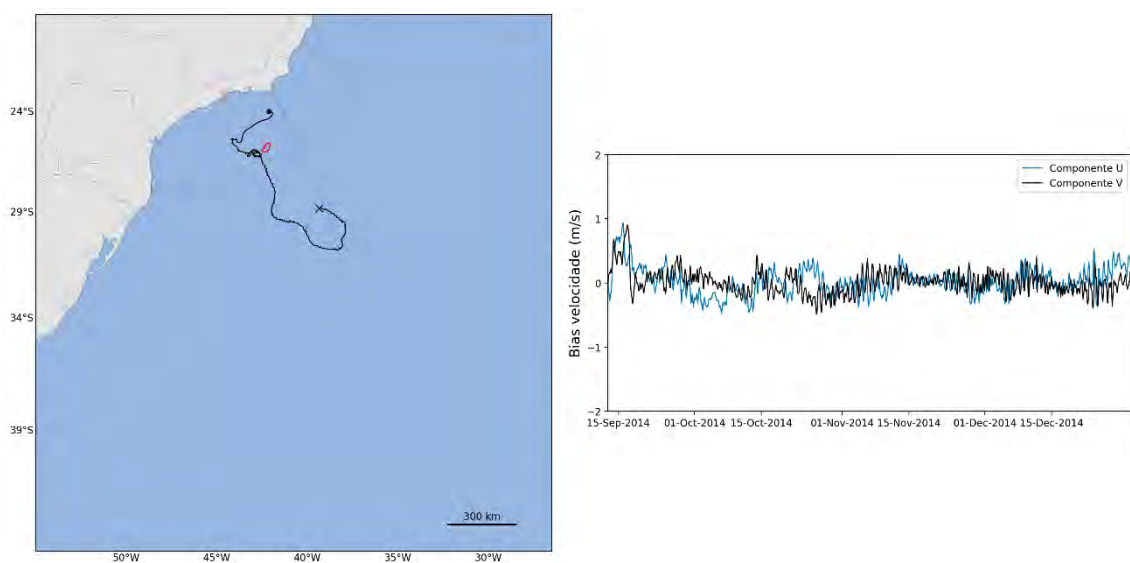 24°S
29°S
34°S
39°S
50°W 45°W 40°W 35°W 30°W
300 km
Bias velocidade (m/s)
2
1
0
−1
−2
15-Sep-2014 01-Oct-2014 15-Oct-2014 01-Nov-2014 15-Nov-2014 01-Dec-2014 15-Dec-2014
Componente U
Componente V